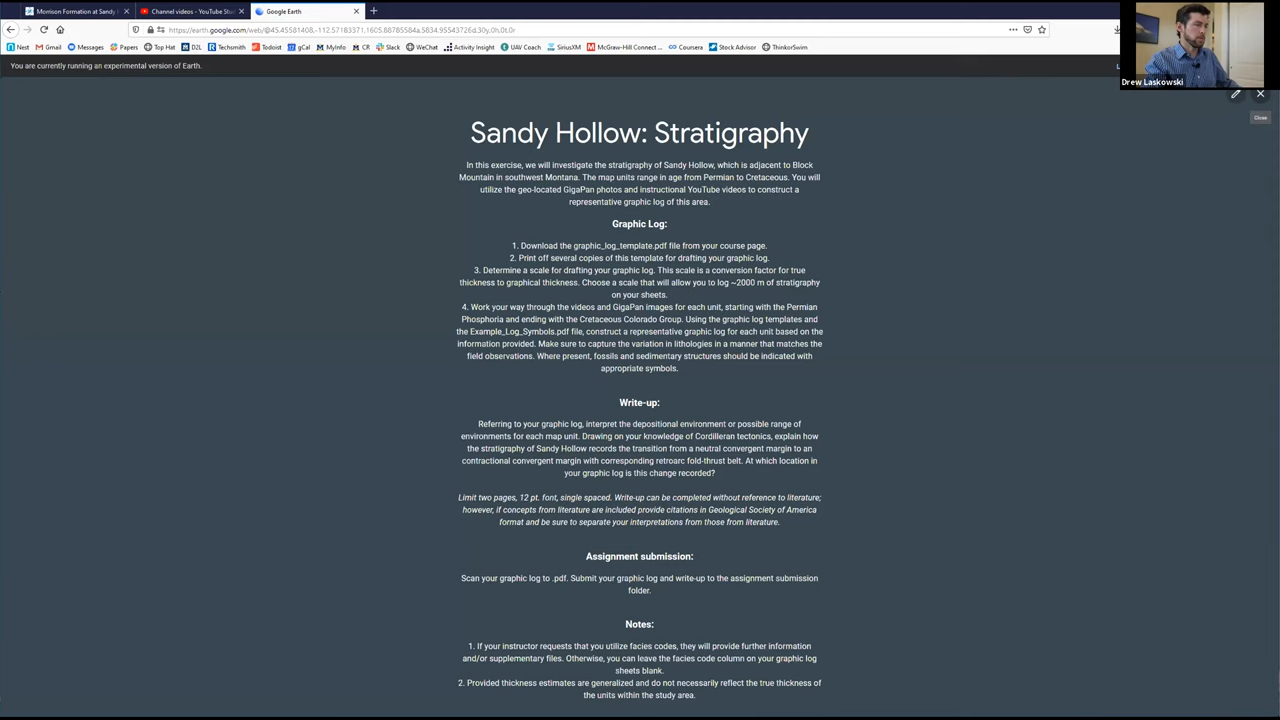 Morrison Formation at Sandy H
Channel videos - YouTube Stu
Google Earth
https://earth.google.com/web/@45.45581408,-112.57183371,1605.88785584a,5834.95543726d,30y,0h,0t,0r
Nest Gmail Messages Papers Top Hat D2L Techsmith Todoist gCal MyInfo CR Slack WeChat Activity Insight UAV Coach SiriusXM McGraw-Hill Connect ... Coursera Stock Advisor ThinkorSwim
You are currently running an experimental version of Earth.
Drew Laskowski
Close
Sandy Hollow: Stratigraphy
In this exercise, we will investigate the stratigraphy of Sandy Hollow, which is adjacent to Block
Mountain in southwest Montana. The map units range in age from Permian to Cretaceous. You will
utilize the geo-located GigaPan photos and instructional YouTube videos to construct a
representative graphic log of this area.
Graphic Log:
1. Download the graphic_log_template.pdf file from your course page.
2. Print off several copies of this template for drafting your graphic log.
3. Determine a scale for drafting your graphic log. This scale is a conversion factor for true
thickness to graphical thickness. Choose a scale that will allow you to log ~2000 m of stratigraphy
on your sheets.
4. Work your way through the videos and GigaPan images for each unit, starting with the Permian
Phosphoria and ending with the Cretaceous Colorado Group. Using the graphic log templates and
the Example_Log_Symbols.pdf file, construct a representative graphic log for each unit based on the
information provided. Make sure to capture the variation in lithologies in a manner that matches the
field observations. Where present, fossils and sedimentary structures should be indicated with
appropriate symbols.
Write-up:
Referring to your graphic log, interpret the depositional environment or possible range of
environments for each map unit. Drawing on your knowledge of Cordilleran tectonics, explain how
the stratigraphy of Sandy Hollow records the transition from a neutral convergent margin to an
contractional convergent margin with corresponding retroarc fold-thrust belt. At which location in
your graphic log is this change recorded?
Limit two pages, 12 pt. font, single spaced. Write-up can be completed without reference to literature;
however, if concepts from literature are included provide citations in Geological Society of America
format and be sure to separate your interpretations from those from literature.
Assignment submission:
Scan your graphic log to .pdf. Submit your graphic log and write-up to the assignment submission
folder.
Notes:
1. If your instructor requests that you utilize facies codes, they will provide further information
and/or supplementary files. Otherwise, you can leave the facies code column on your graphic log
sheets blank.
2. Provided thickness estimates are generalized and do not necessarily reflect the true thickness of
the units within the study area.